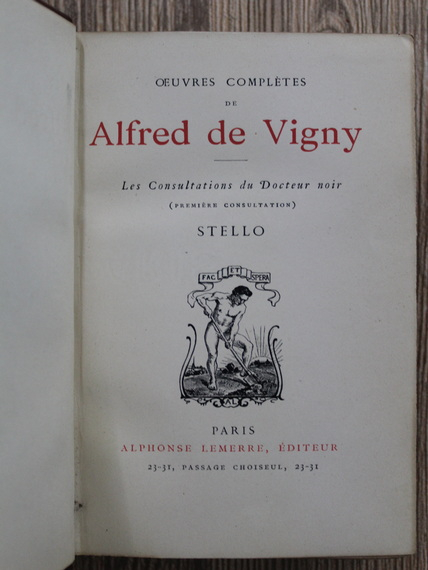 ŒUVRES COMPLÈTES
DE
Alfred de Vigny
Les Consultations du Docteur noir
(PREMIÈRE CONSULTATION)
STELLO
FAC ET SPERA
AL
PARIS
ALPHONSE LEMERRE, ÉDITEUR
23-31, PASSAGE CHOISEUL, 23-31